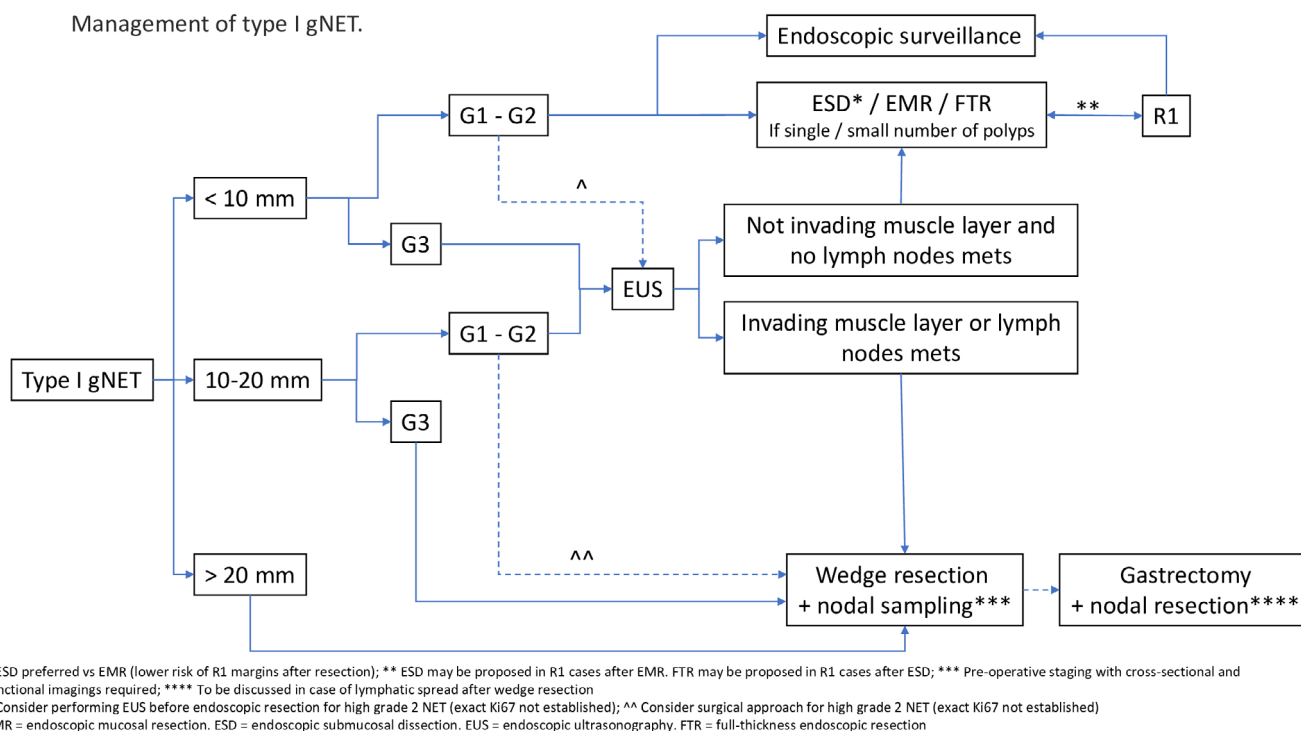 Management of type I gNET.
Endoscopic surveillance
ESD* / EMR / FTR
If single / small number of polyps
**
R1
G1 - G2
^
< 10 mm
G3
Not invading muscle layer and
no lymph nodes mets
EUS
G1 - G2
Invading muscle layer or lymph
nodes mets
Type I gNET
10-20 mm
G3
^^
> 20 mm
Wedge resection
+ nodal sampling***
Gastrectomy
+ nodal resection****
ESD preferred vs EMR (lower risk of R1 margins after resection); ** ESD may be proposed in R1 cases after EMR. FTR may be proposed in R1 cases after ESD; *** Pre-operative staging with cross-sectional and
nctional imagings required; **** To be discussed in case of lymphatic spread after wedge resection
Consider performing EUS before endoscopic resection for high grade 2 NET (exact Ki67 not established); ^^ Consider surgical approach for high grade 2 NET (exact Ki67 not established)
MR = endoscopic mucosal resection. ESD = endoscopic submucosal dissection. EUS = endoscopic ultrasonography. FTR = full-thickness endoscopic resection